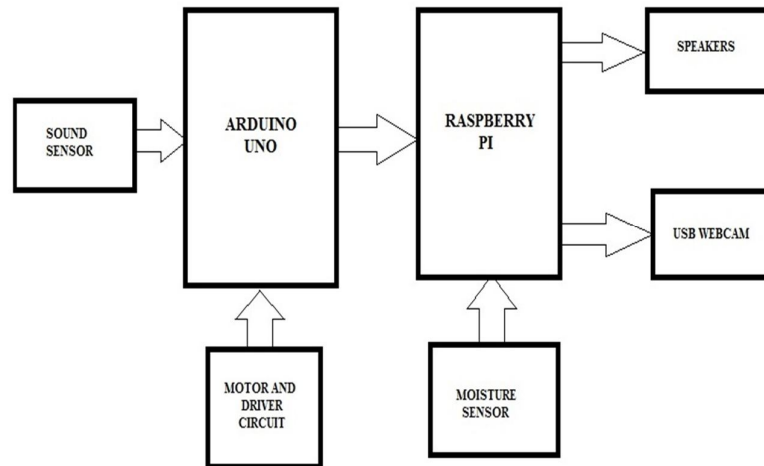 SOUND
SENSOR
ARDUINO
UNO
RASPBERRY
PI
SPEAKERS
USB WEBCAM
MOTOR AND
DRIVER
CIRCUIT
MOISTURE
SENSOR